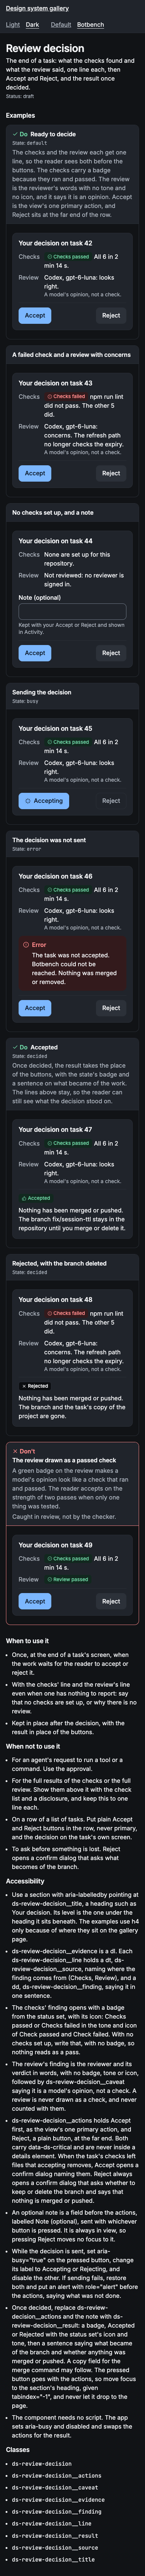 Design system gallery
Light Dark Default Botbench
Review decision
The end of a task: what the checks found and
what the review said, one line each, then
Accept and Reject, and the result once
decided.
Status: draft
Examples
Do Ready to decide
State: default
The checks and the review each get one
line, so the reader sees both before the
buttons. The checks carry a badge
because they ran and passed. The review
is the reviewer's words with no tone and
no icon, and it says it is an opinion. Accept
is the view's one primary action, and
Reject sits at the far end of the row.
Your decision on task 42
Checks Checks passed All 6 in 2
min 14 s.
Review Codex, gpt-6-luna: looks
right.
A model's opinion, not a check.
Accept Reject
A failed check and a review with concerns
Your decision on task 43
Checks Checks failed npm run lint
did not pass. The other 5
did.
Review Codex, gpt-6-luna:
concerns. The refresh path
no longer checks the expiry.
A model's opinion, not a check.
Accept Reject
No checks set up, and a note
Your decision on task 44
Checks None are set up for this
repository.
Review Not reviewed: no reviewer is
signed in.
Note (optional)
Kept with your Accept or Reject and shown
in Activity.
Accept Reject
Sending the decision
State: busy
Your decision on task 45
Checks Checks passed All 6 in 2
min 14 s.
Review Codex, gpt-6-luna: looks
right.
A model's opinion, not a check.
Accepting Reject
The decision was not sent
State: error
Your decision on task 46
Checks Checks passed All 6 in 2
min 14 s.
Review Codex, gpt-6-luna: looks
right.
A model's opinion, not a check.
Error
The task was not accepted.
Botbench could not be
reached. Nothing was merged
or removed.
Accept Reject
Do Accepted
State: decided
Once decided, the result takes the place
of the buttons, with the state's badge and
a sentence on what became of the work.
The lines above stay, so the reader can
still see what the decision stood on.
Your decision on task 47
Checks Checks passed All 6 in 2
min 14 s.
Review Codex, gpt-6-luna: looks
right.
A model's opinion, not a check.
Accepted
Nothing has been merged or pushed.
The branch fix/session-ttl stays in the
repository until you merge or delete it.
Rejected, with the branch deleted
State: decided
Your decision on task 48
Checks Checks failed npm run lint
did not pass. The other 5
did.
Review Codex, gpt-6-luna:
concerns. The refresh path
no longer checks the expiry.
A model's opinion, not a check.
Rejected
Nothing has been merged or pushed.
The branch and the task's copy of the
project are gone.
Don't
The review drawn as a passed check
A green badge on the review makes a
model's opinion look like a check that ran
and passed. The reader accepts on the
strength of two passes when only one
thing was tested.
Caught in review, not by the checker.
Your decision on task 49
Checks Checks passed All 6 in 2
min 14 s.
Review Review passed
Accept Reject
When to use it
Once, at the end of a task's screen, when
the work waits for the reader to accept or
reject it.
With the checks' line and the review's line
even when one has nothing to report: say
that no checks are set up, or why there is no
review.
Kept in place after the decision, with the
result in place of the buttons.
When not to use it
For an agent's request to run a tool or a
command. Use the approval.
For the full results of the checks or the full
review. Show them above it with the check
list and a disclosure, and keep this to one
line each.
On a row of a list of tasks. Put plain Accept
and Reject buttons in the row, never primary,
and the decision on the task's own screen.
To ask before something is lost. Reject
opens a confirm dialog that asks what
becomes of the branch.
Accessibility
Use a section with aria-labelledby pointing at
ds-review-decision__title, a heading such as
Your decision. Its level is the one under the
heading it sits beneath. The examples use h4
only because of where they sit on the gallery
page.
ds-review-decision__evidence is a dl. Each
ds-review-decision__line holds a dt, ds-
review-decision__source, naming where the
finding comes from (Checks, Review), and a
dd, ds-review-decision__finding, saying it in
one sentence.
The checks' finding opens with a badge
from the status set, with its icon: Checks
passed or Checks failed in the tone and icon
of Check passed and Check failed. With no
checks set up, write that, with no badge, so
nothing reads as a pass.
The review's finding is the reviewer and its
verdict in words, with no badge, tone or icon,
followed by ds-review-decision__caveat
saying it is a model's opinion, not a check. A
review is never drawn as a check, and never
counted with them.
ds-review-decision__actions holds Accept
first, as the view's one primary action, and
Reject, a plain button, at the far end. Both
carry data-ds-critical and are never inside a
details element. When the task's checks left
files that accepting removes, Accept opens a
confirm dialog naming them. Reject always
opens a confirm dialog that asks whether to
keep or delete the branch and says that
nothing is merged or pushed.
An optional note is a field before the actions,
labelled Note (optional), sent with whichever
button is pressed. It is always in view, so
pressing Reject moves no focus to it.
While the decision is sent, set aria-
busy="true" on the pressed button, change
its label to Accepting or Rejecting, and
disable the other. If sending fails, restore
both and put an alert with role="alert" before
the actions, saying what was not done.
Once decided, replace ds-review-
decision__actions and the note with ds-
review-decision__result: a badge, Accepted
or Rejected with the status set's icon and
tone, then a sentence saying what became
of the branch and whether anything was
merged or pushed. A copy field for the
merge command may follow. The pressed
button goes with the actions, so move focus
to the section's heading, given
tabindex="-1", and never let it drop to the
page.
The component needs no script. The app
sets aria-busy and disabled and swaps the
actions for the result.
Classes
ds-review-decision
ds-review-decision__actions
ds-review-decision__caveat
ds-review-decision__evidence
ds-review-decision__finding
ds-review-decision__line
ds-review-decision__result
ds-review-decision__source
ds-review-decision__title